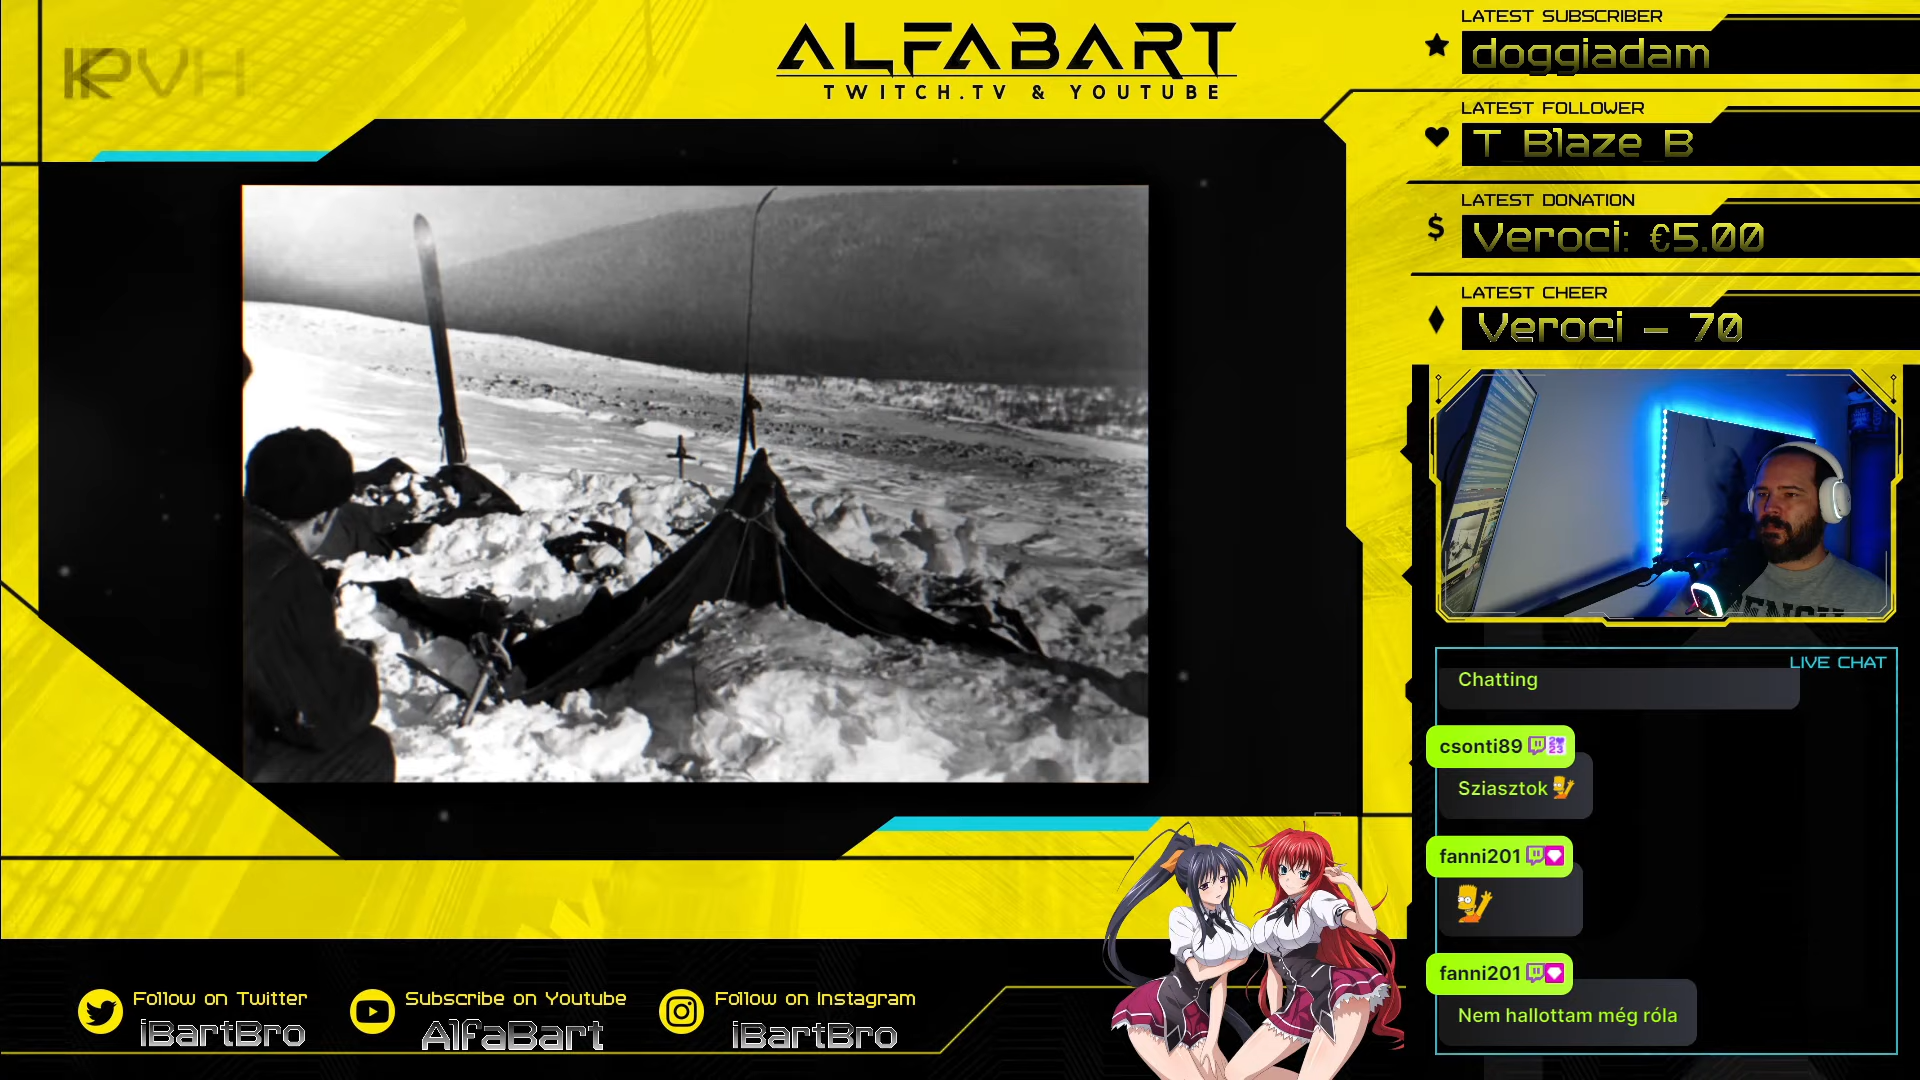 KRVH
ALFABART
TWITCH.TV & YOUTUBE
LATEST SUBSCRIBER
doggiadam
LATEST FOLLOWER
T_Blaze_B
LATEST DONATION
Veroci: €5.00
LATEST CHEER
Veroci - 70
LIVE CHAT
Chatting
csonti89
Sziasztok
fanni201
fanni201
Nem hallottam még róla
Follow on Twitter
iBartBro
Subscribe on Youtube
AlfaBart
Follow on Instagram
iBartBro